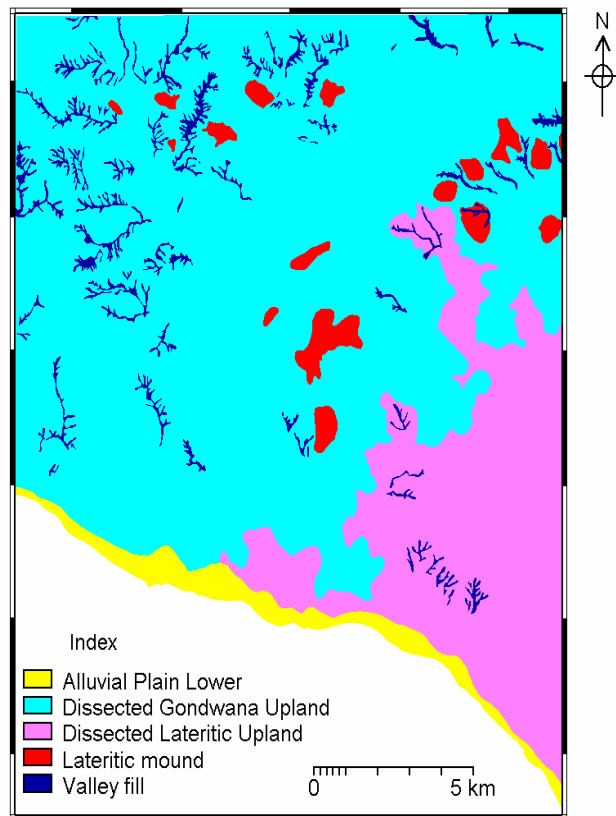 N
Index
Alluvial Plain Lower
Dissected Gondwana Upland
Dissected Lateritic Upland
Lateritic mound
Valley fill
0 5 km